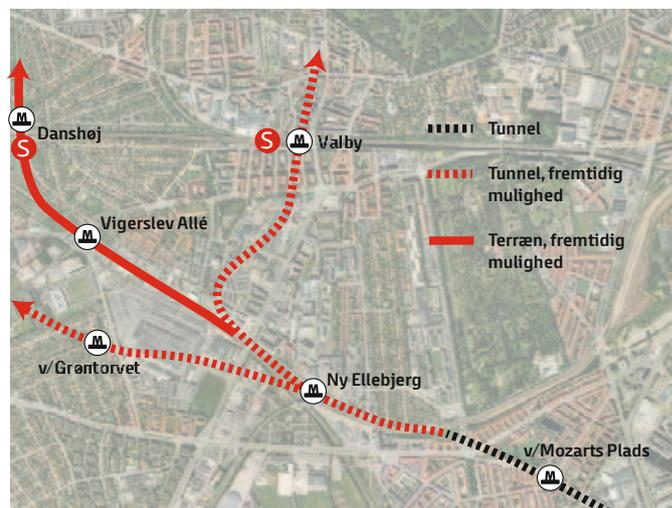 Danshøj
S
S
Valby
Tunnel
Tunnel, fremtidig
mulighed
Vigerslev Allé
Terræn, fremtidig
mulighed
v/Grøntorvet
Ny Ellebjerg
v/Mozarts Plads
M
M
M
M
M
M